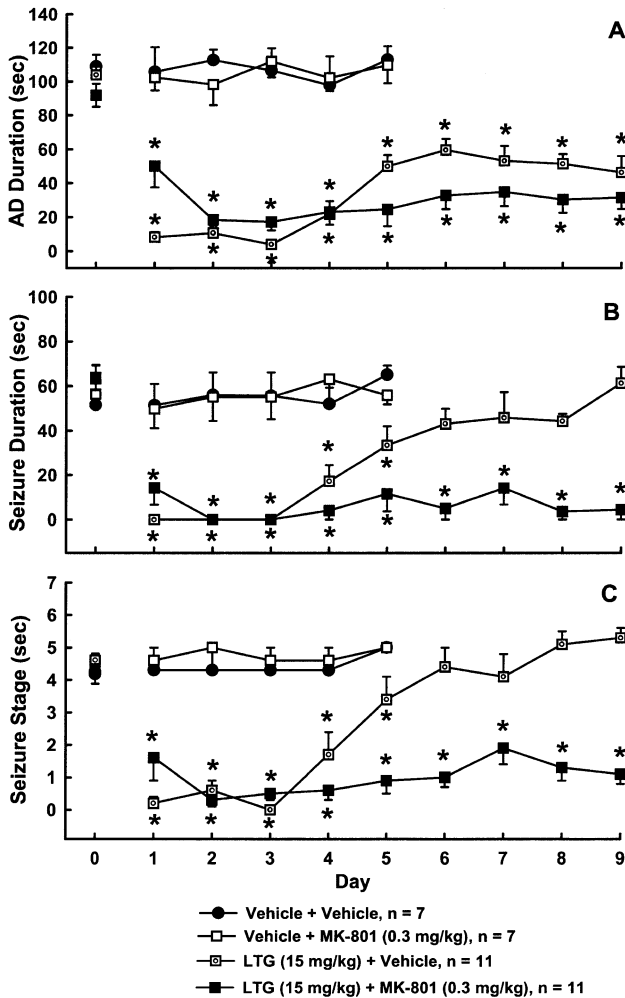 A
AD Duration (sec)
140
120
100
80
60
40
20
0
* * * * * * * * *
* * * * * * * * *
B
Seizure Duration (sec)
100
80
60
40
20
0
* * * * * * * *
* * * * *
C
Seizure Stage (sec)
7
6
5
4
3
2
1
0
* * * * * * * *
* * * * *
0 1 2 3 4 5 6 7 8 9
Day
Vehicle + Vehicle, n = 7
Vehicle + MK-801 (0.3 mg/kg), n = 7
LTG (15 mg/kg) + Vehicle, n = 11
LTG (15 mg/kg) + MK-801 (0.3 mg/kg), n = 11